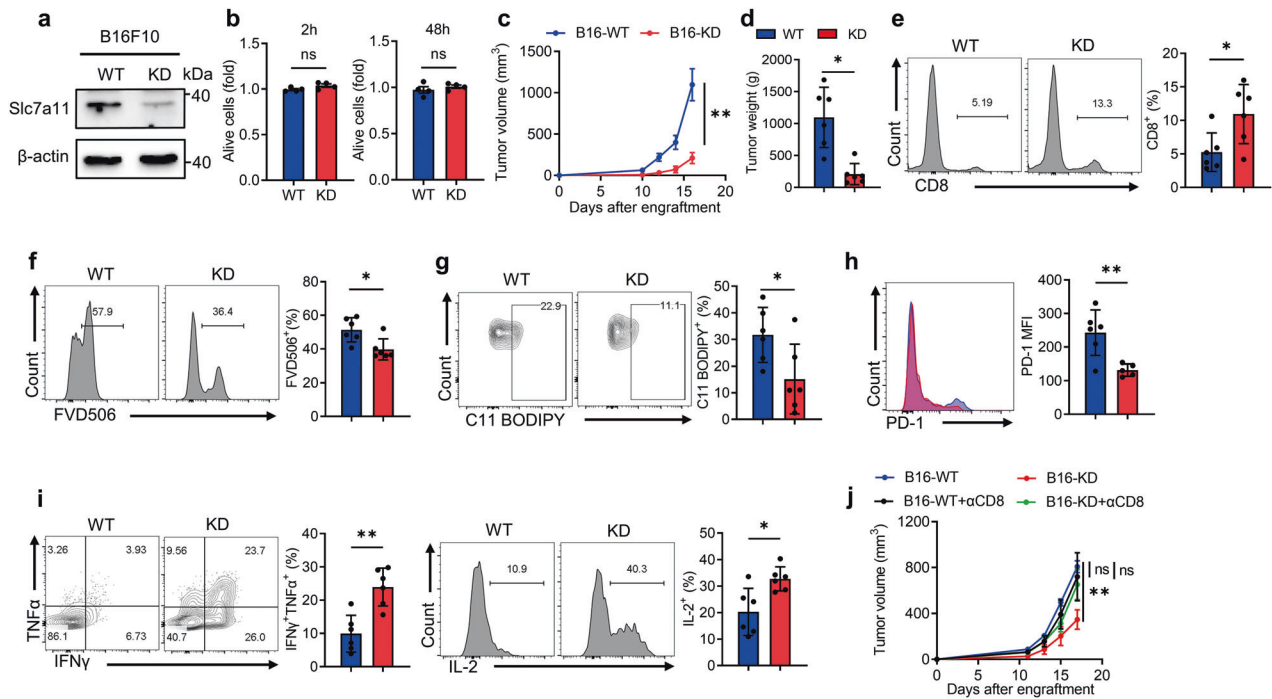 a
B16F10
WT KD kDa
Slc7a11
40
β-actin
40
b
2h
ns
Alive cells (fold)
1.5
1.0
0.5
0.0
WT KD
48h
ns
Alive cells (fold)
1.5
1.0
0.5
0.0
WT KD
c
B16-WT B16-KD
Tumor volume (mm³)
1500
1000
500
0
**
0 5 10 15 20
Days after engraftment
d
WT KD
Tumor weight (g)
2000
1500
1000
500
0
*
e
WT KD
Count
5.19
13.3
CD8
CD8⁺ (%)
20
15
10
5
0
*
f
WT KD
Count
57.9
36.4
FVD506
FVD506⁺ (%)
80
60
40
20
0
*
g
WT KD
Count
22.9
11.1
C11 BODIPY
C11 BODIPY⁺ (%)
50
40
30
20
10
0
*
h
Count
PD-1
PD-1 MFI
400
300
200
100
0
**
i
WT KD
TNFα
3.26 3.93
86.1 6.73
9.56 23.7
40.7 26.0
IFNγ
IFNγ⁺TNFα⁺ (%)
40
30
20
10
0
**
WT KD
Count
10.9
40.3
IL-2
IL-2⁺ (%)
50
40
30
20
10
0
*
j
B16-WT B16-KD
B16-WT+αCD8 B16-KD+αCD8
Tumor volume (mm³)
1200
800
400
0
ns ns
**
0 5 10 15 20
Days after engraftment